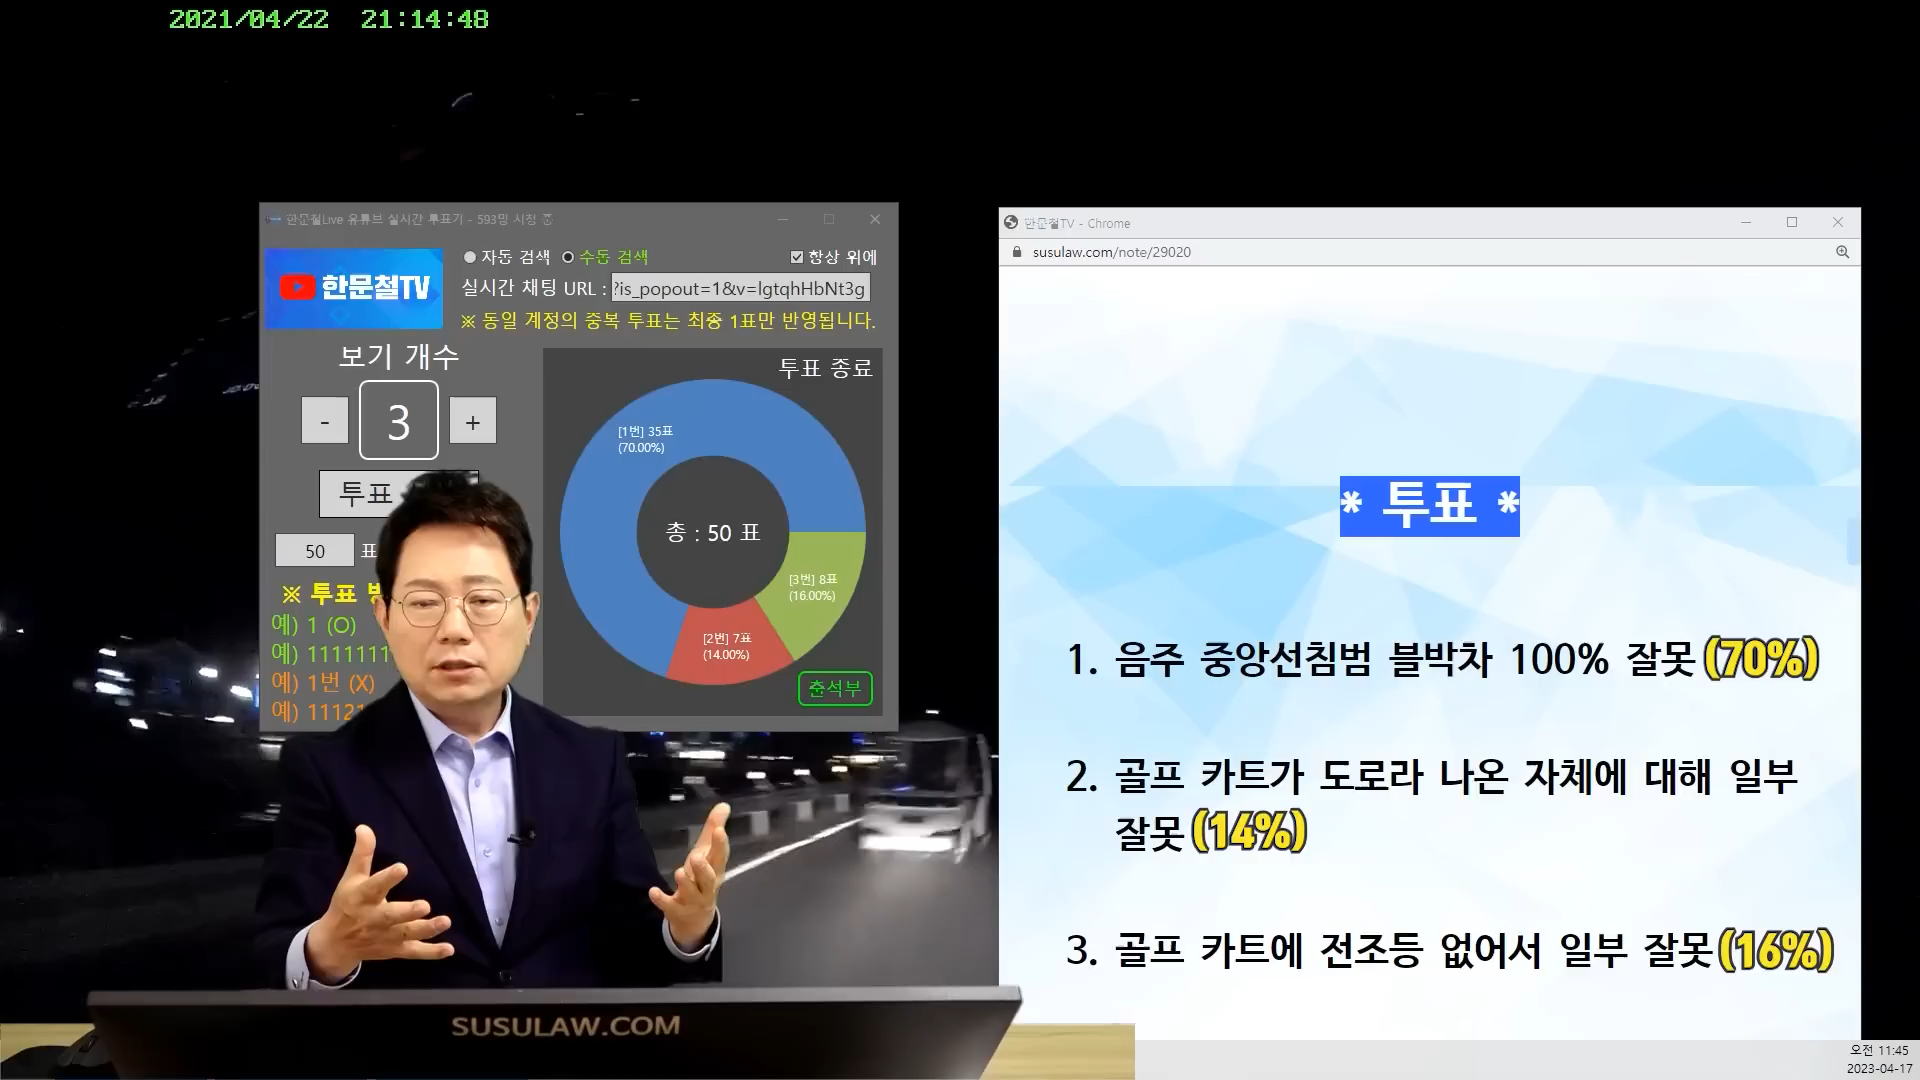 2021/04/22 21:14:48
한문철Live 유튜브 실시간 투표기 - 593명 시청 중
한문철TV
자동 검색 수동 검색
항상 위에
실시간 채팅 URL : ?is_popout=1&v=lgtqhHbNt3g
※ 동일 계정의 중복 투표는 최종 1표만 반영됩니다.
보기 개수
- 3 +
투표
50 표
※ 투표
예) 1 (O)
예) 1111111
예) 1번 (X)
예) 11121
투표 종료
[1번] 35표
(70.00%)
총 : 50 표
[3번] 8표
(16.00%)
[2번] 7표
(14.00%)
출석부
한문철TV - Chrome
susulaw.com/note/29020
* 투표 *
1. 음주 중앙선침범 블박차 100% 잘못 (70%)
2. 골프 카트가 도로라 나온 자체에 대해 일부
잘못 (14%)
3. 골프 카트에 전조등 없어서 일부 잘못 (16%)
SUSULAW.COM
오전 11:45
2023-04-17